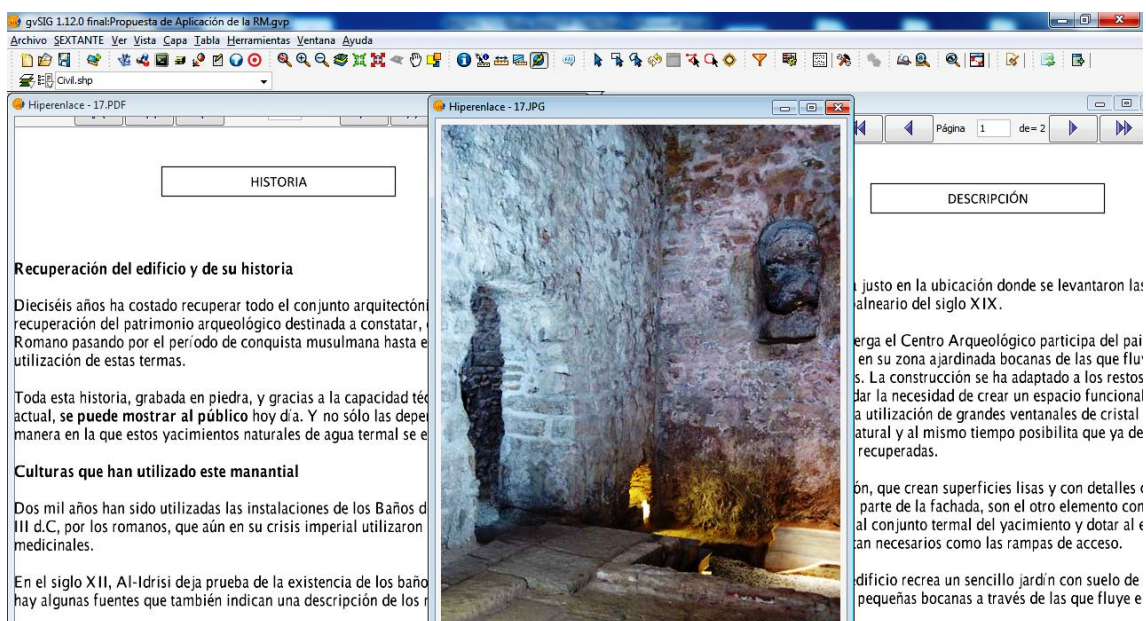 gvSIG 1.12.0 final:Propuesta de Aplicación de la RM.gvp
Archivo SEXTANTE Ver Vista Capa Tabla Herramientas Ventana Ayuda
Civil.shp
Hiperenlace - 17.PDF
HISTORIA
Recuperación del edificio y de su historia
Dieciséis años ha costado recuperar todo el conjunto arquitectóni
recuperación del patrimonio arqueológico destinada a constatar,
Romano pasando por el período de conquista musulmana hasta e
utilización de estas termas.
Toda esta historia, grabada en piedra, y gracias a la capacidad téc
actual, se puede mostrar al público hoy día. Y no sólo las depe
manera en la que estos yacimientos naturales de agua termal se e
Culturas que han utilizado este manantial
Dos mil años han sido utilizadas las instalaciones de los Baños d
III d.C, por los romanos, que aún en su crisis imperial utilizaron
medicinales.
En el siglo XII, Al-Idrisi deja prueba de la existencia de los baño
hay algunas fuentes que también indican una descripción de los
Hiperenlace - 17.JPG
Página 1 de= 2
DESCRIPCIÓN
justo en la ubicación donde se levantaron las
alneario del siglo XIX.
erga el Centro Arqueológico participa del pai
en su zona ajardinada bocanas de las que flu
s. La construcción se ha adaptado a los restos
dar la necesidad de crear un espacio funcional
a utilización de grandes ventanales de cristal
atural y al mismo tiempo posibilita que ya de
recuperadas.
ón, que crean superficies lisas y con detalles
parte de la fachada, son el otro elemento con
al conjunto termal del yacimiento y dotar al e
tan necesarios como las rampas de acceso.
edificio recrea un sencillo jardín con suelo de
pequeñas bocanas a través de las que fluye e